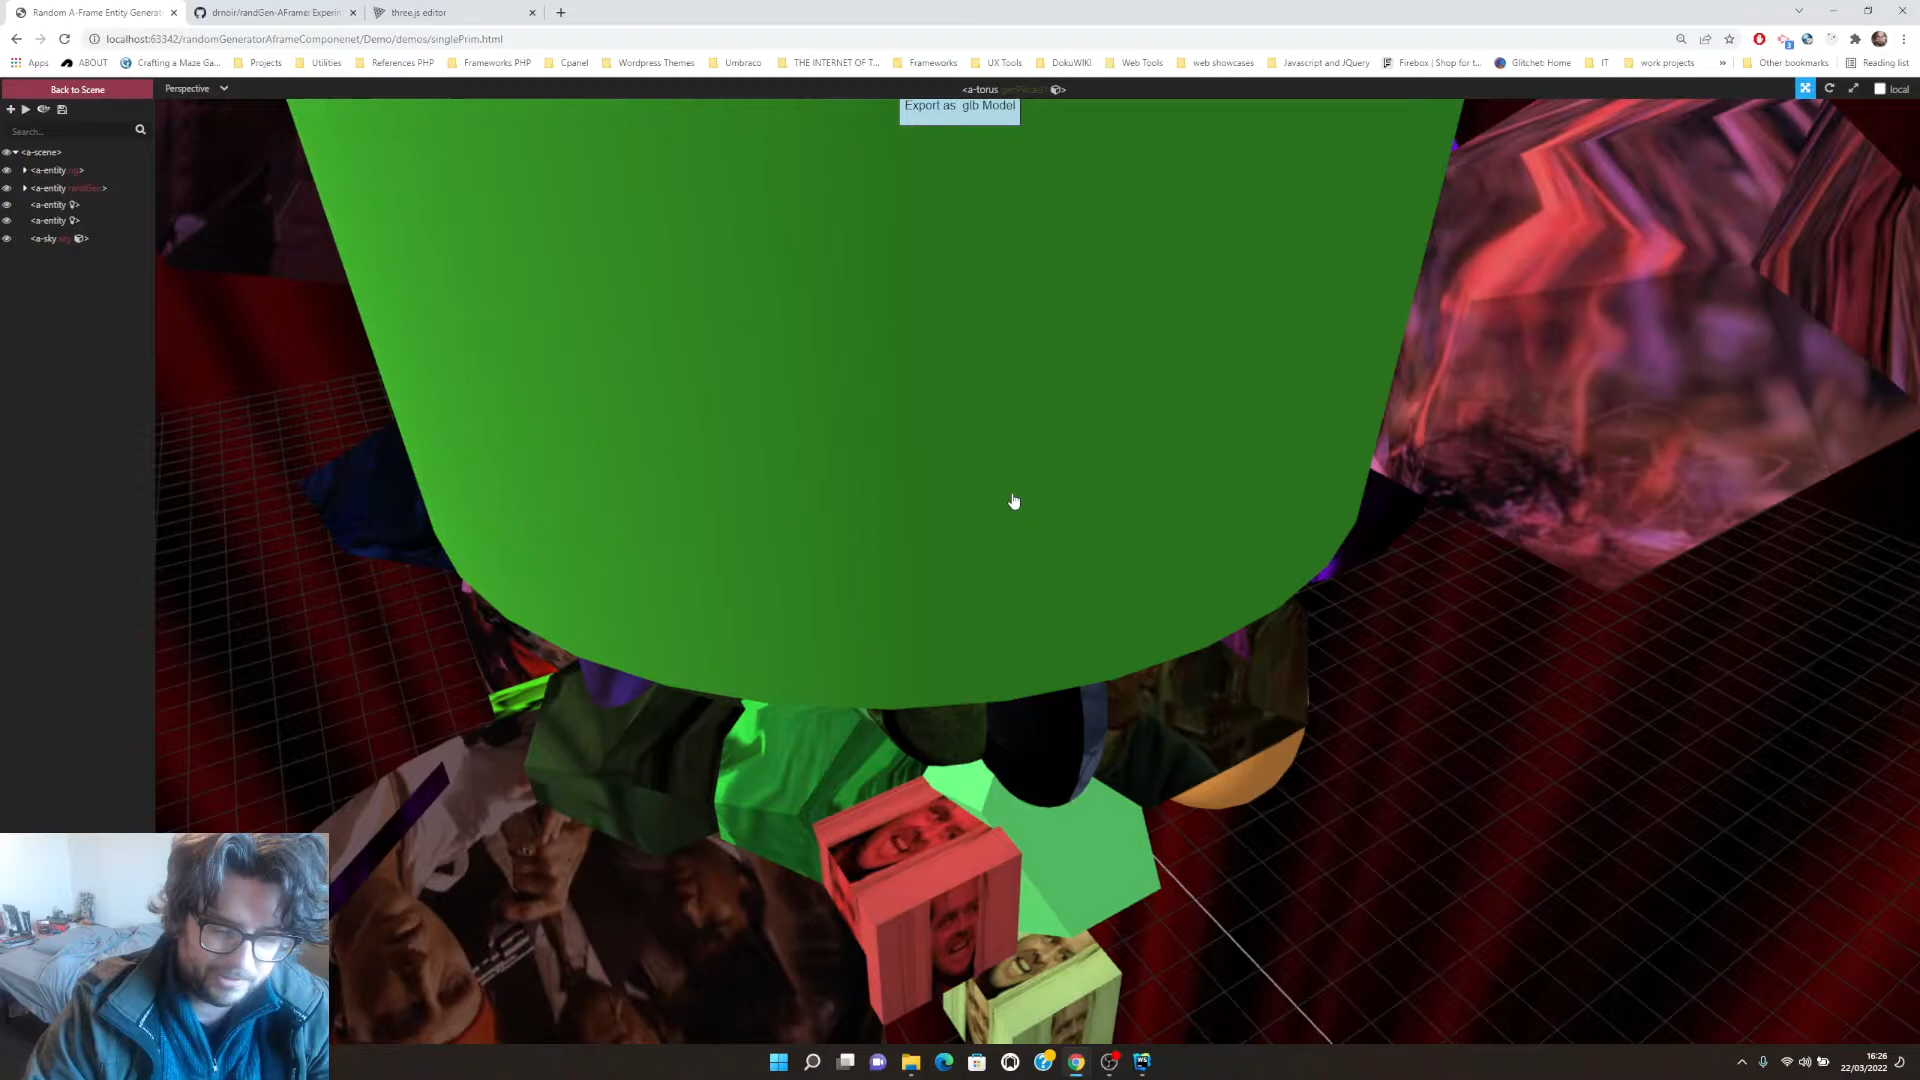 Random A-Frame Entity Generat
drnoir/randGen-AFrame: Experim
three.js editor
localhost:63342/randomGeneratorAframeComponenet/Demo/demos/singlePrim.html
Apps
ABOUT
Crafting a Maze Ga...
Projects
Utilities
References PHP
Frameworks PHP
Cpanel
Wordpress Themes
Umbraco
THE INTERNET OF T...
Frameworks
UX Tools
DokuWIKI
Web Tools
web showcases
Javascript and JQuery
Firebox | Shop for t...
Glitchet: Home
IT
work projects
»
Other bookmarks
Reading list
Back to Scene
Perspective
<a-torus
local
Export as .glb Model
Search...
<a-scene>
<a-entity rig>
<a-entity randGen>
<a-entity >
<a-entity >
<a-sky sky >
16:26
22/03/2022